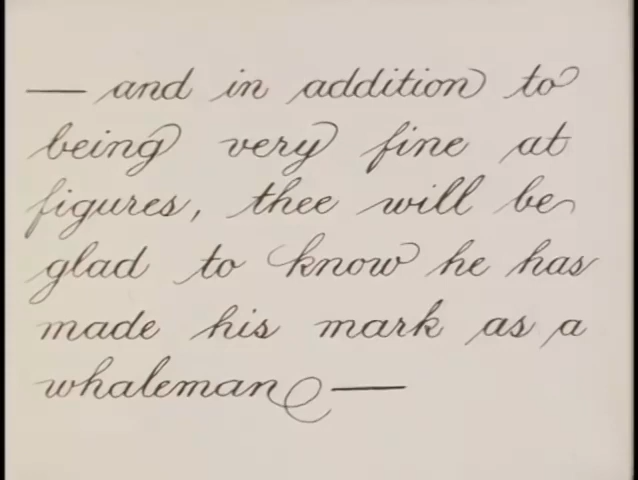 — and in addition to
being very fine at
figures, thee will be
glad to know he has
made his mark as a
whaleman —